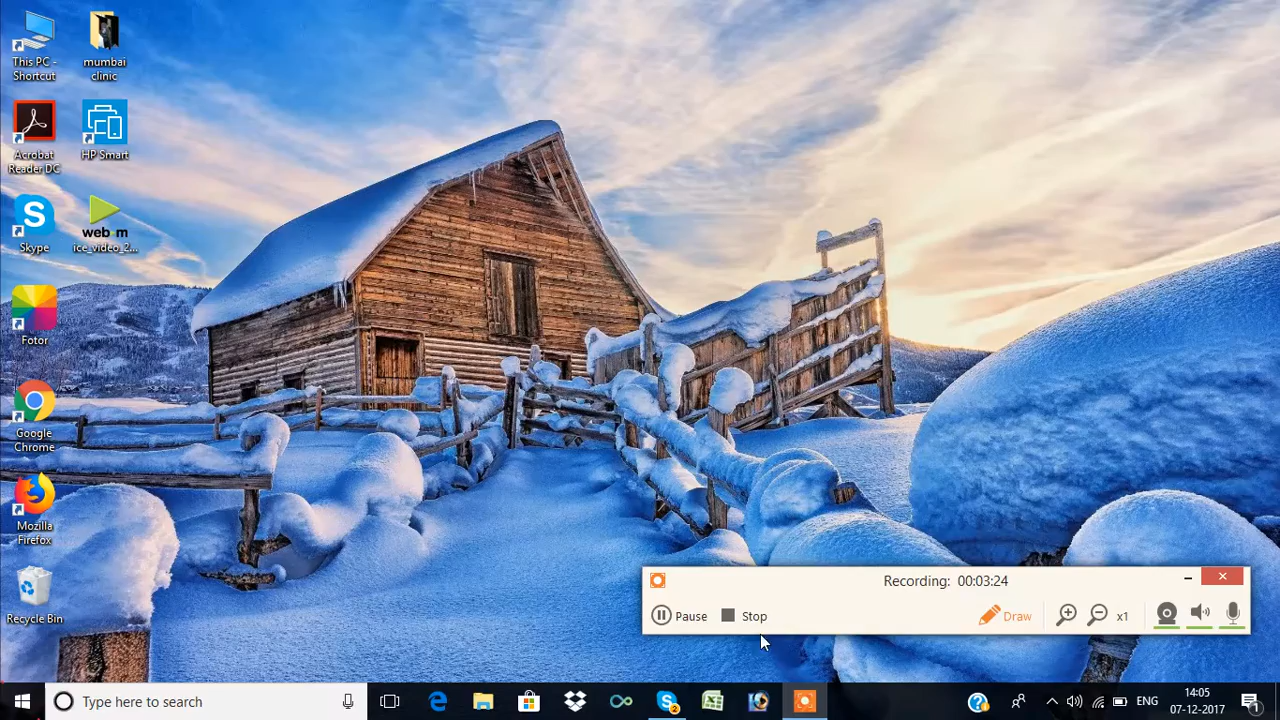 This PC -
Shortcut
mumbai
clinic
Acrobat
Reader DC
HP Smart
Skype
web-m
ice_video_2...
Fotor
Google
Chrome
Mozilla
Firefox
Recycle Bin
Recording: 00:03:24
Pause
Stop
Draw
x1
Type here to search
2
ENG
14:05
07-12-2017
1